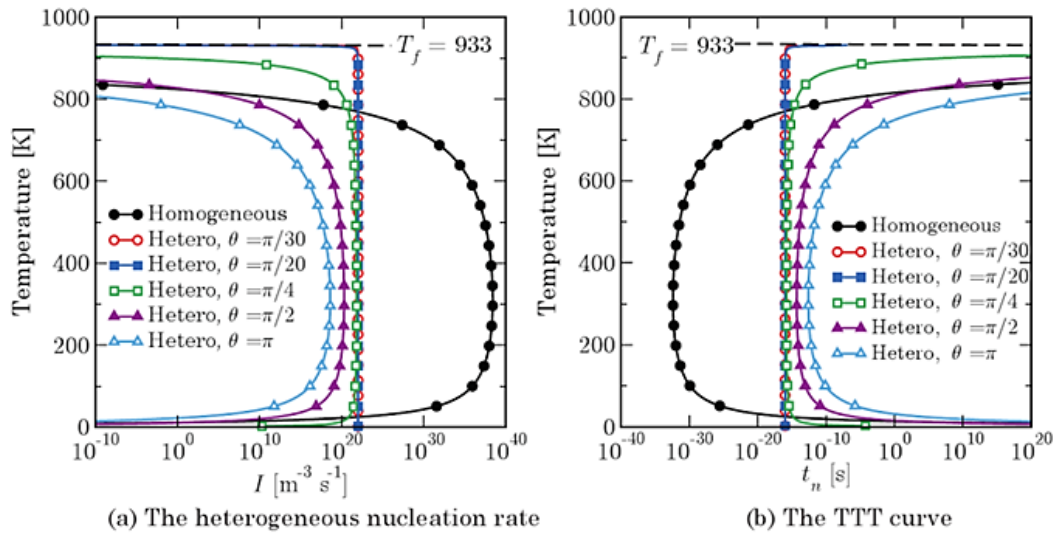 1000
800
600
400
200
0
Temperature [K]
T_f = 933
Homogeneous
Hetero, θ = π/30
Hetero, θ = π/20
Hetero, θ = π/4
Hetero, θ = π/2
Hetero, θ = π
10^-10 10^0 10^20 10^30 10^40
I [m^-3 s^-1]
(a) The heterogeneous nucleation rate
Temperature [K]
1000
800
600
400
200
0
T_f = 933
Homogeneous
Hetero, θ = π/30
Hetero, θ = π/20
Hetero, θ = π/4
Hetero, θ = π/2
Hetero, θ = π
10^-40 10^-30 10^-20 10^-10 10^0 10^10 10^20
t_n [s]
(b) The TTT curve